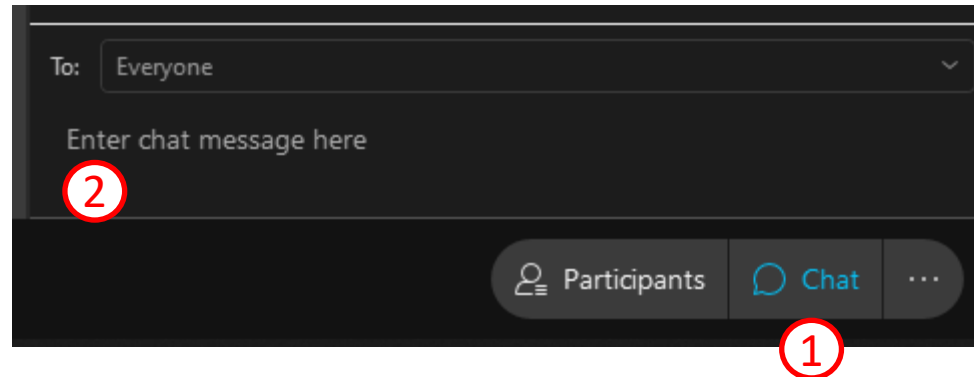 To: Everyone
Enter chat message here
2
Participants Chat ...
1